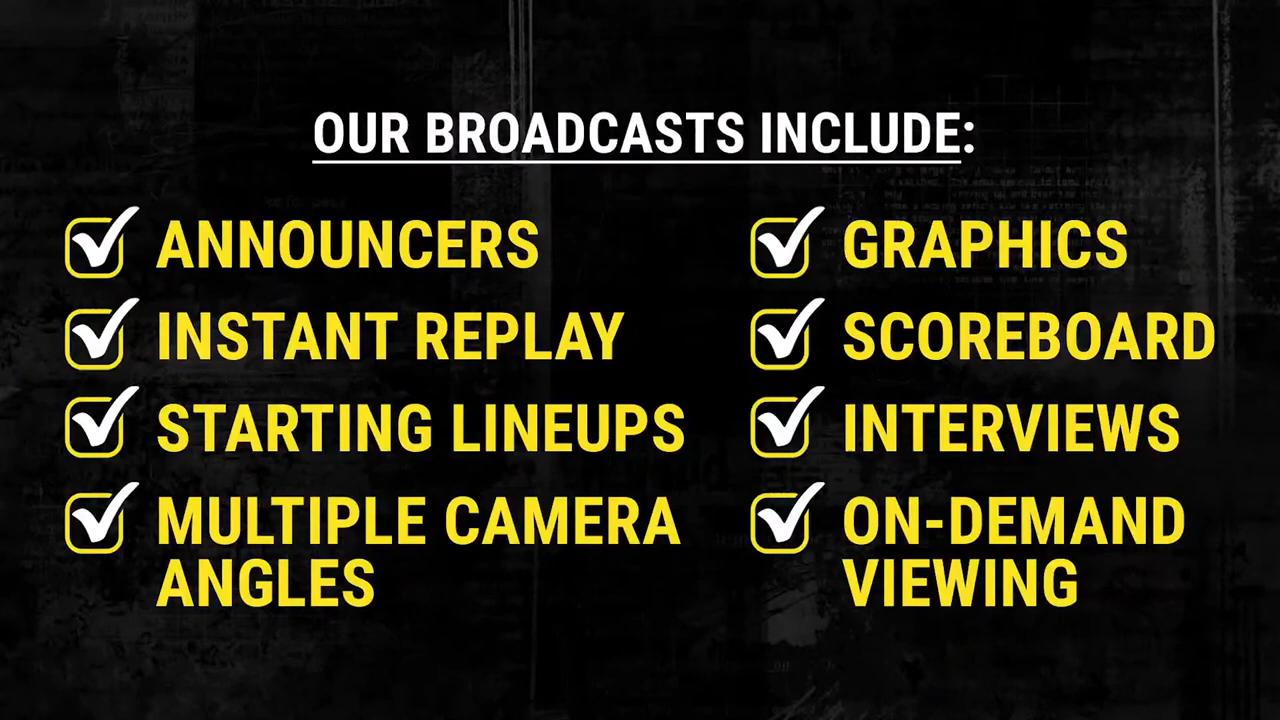 OUR BROADCASTS INCLUDE:
ANNOUNCERS
INSTANT REPLAY
STARTING LINEUPS
MULTIPLE CAMERA
ANGLES
GRAPHICS
SCOREBOARD
INTERVIEWS
ON-DEMAND
VIEWING